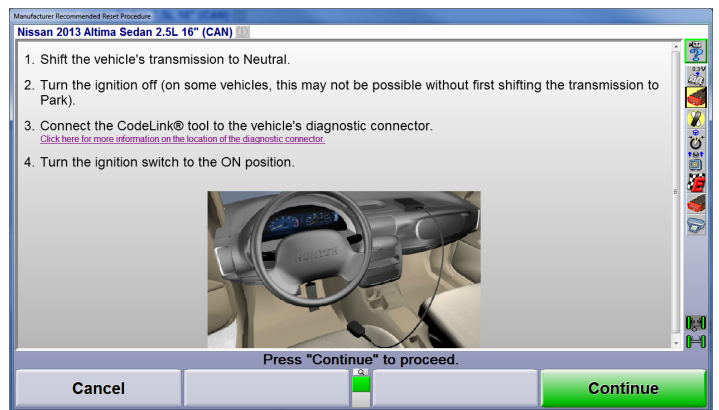 Manufacturer Recommended Reset Procedure
Nissan 2013 Altima Sedan 2.5L 16" (CAN)
1. Shift the vehicle's transmission to Neutral.
2. Turn the ignition off (on some vehicles, this may not be possible without first shifting the transmission to
Park).
3. Connect the CodeLink® tool to the vehicle's diagnostic connector.
Click here for more information on the location of the diagnostic connector.
4. Turn the ignition switch to the ON position.
HUNTER
Press "Continue" to proceed.
Cancel
Continue